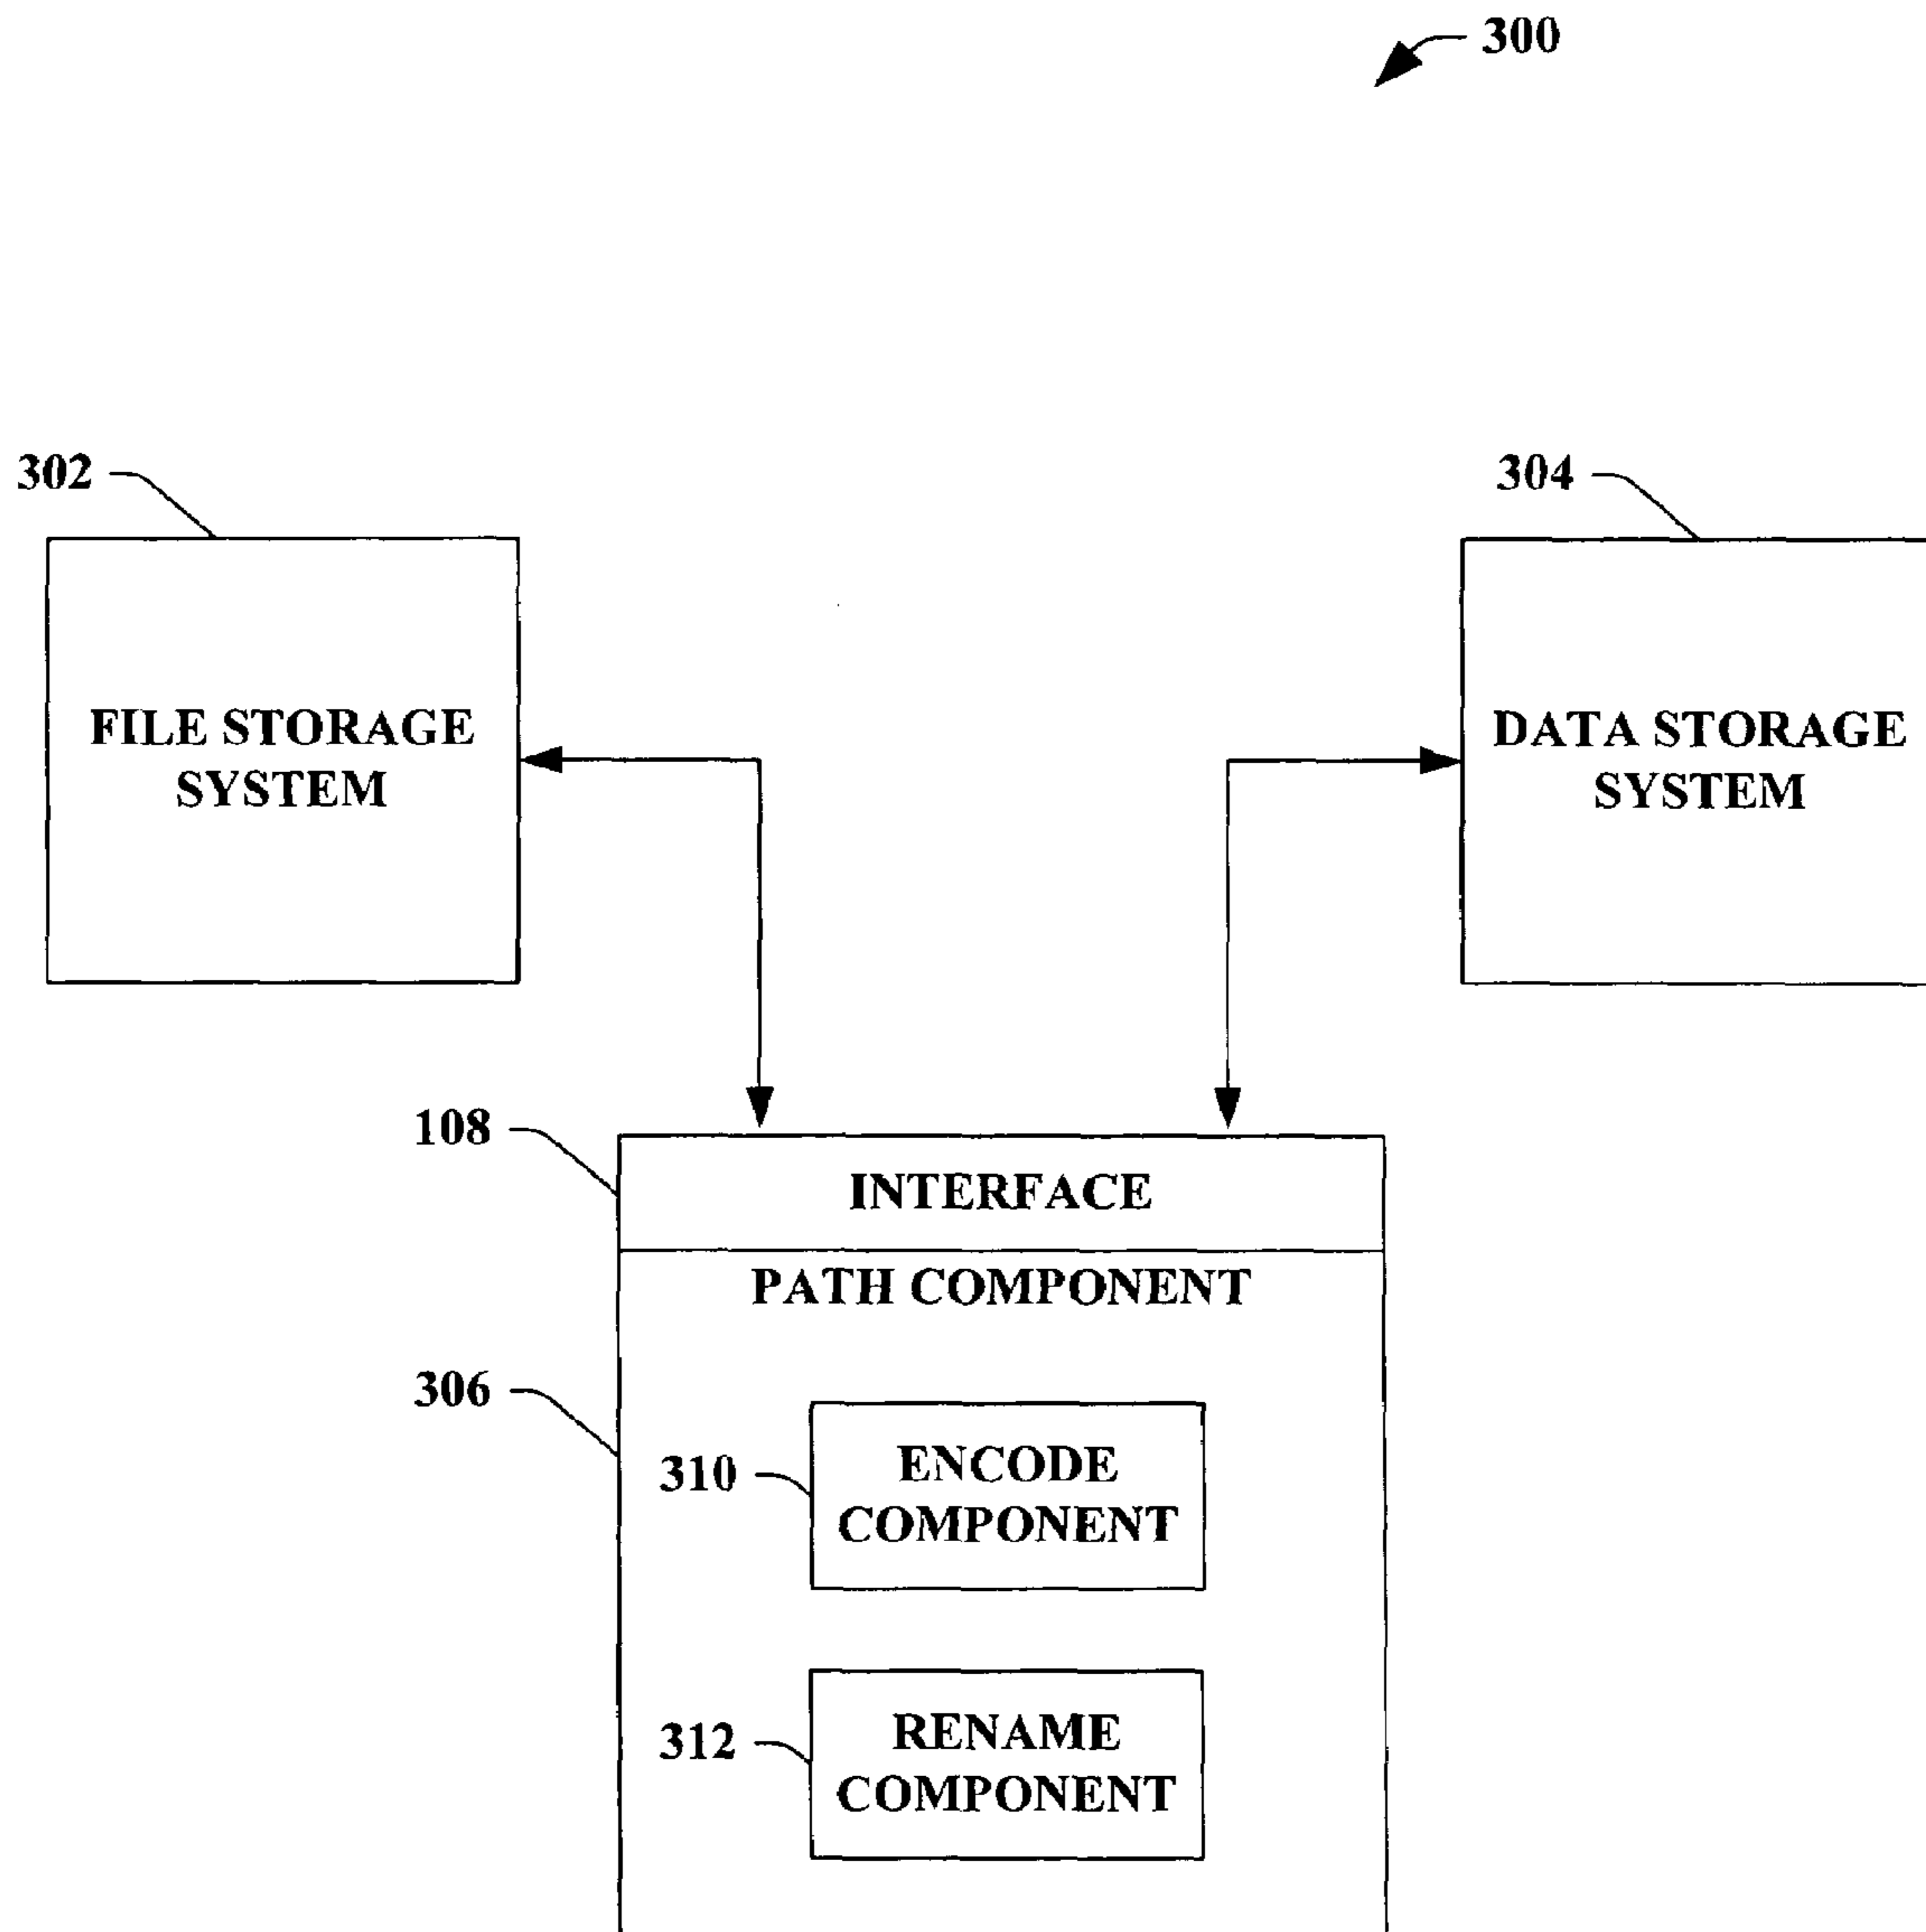 300
302
304
FILE STORAGE
SYSTEM
DATA STORAGE
SYSTEM
108
INTERFACE
PATH COMPONENT
306
310
ENCODE
COMPONENT
312
RENAME
COMPONENT